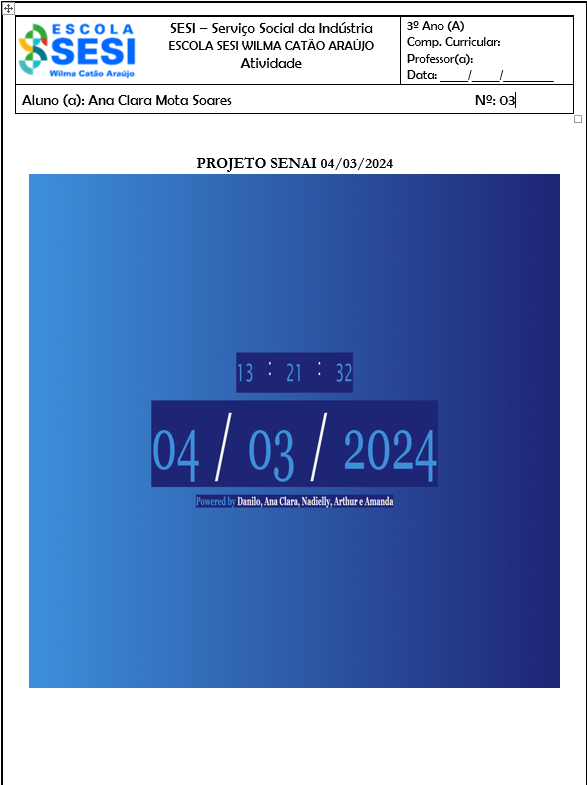 ESCOLA
SESI
Wilma Catão Araújo
SESI – Serviço Social da Indústria
ESCOLA SESI WILMA CATÃO ARAÚJO
Atividade
3º Ano (A)
Comp. Curricular:
Professor(a):
Data: ____/____/________
Aluno (a): Ana Clara Mota Soares
Nº: 03
PROJETO SENAI 04/03/2024
13 : 21 : 32
04 / 03 / 2024
Powered by Danilo, Ana Clara, Nadielly, Arthur e Amanda